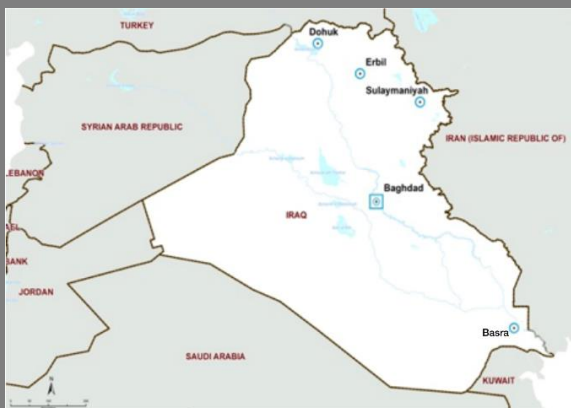 TURKEY
Dohuk
Erbil
Sulaymaniyah
SYRIAN ARAB REPUBLIC
IRAN (ISLAMIC REPUBLIC OF)
LEBANON
Baghdad
IRAQ
BANK
JORDAN
Basra
SAUDI ARABIA
KUWAIT
N